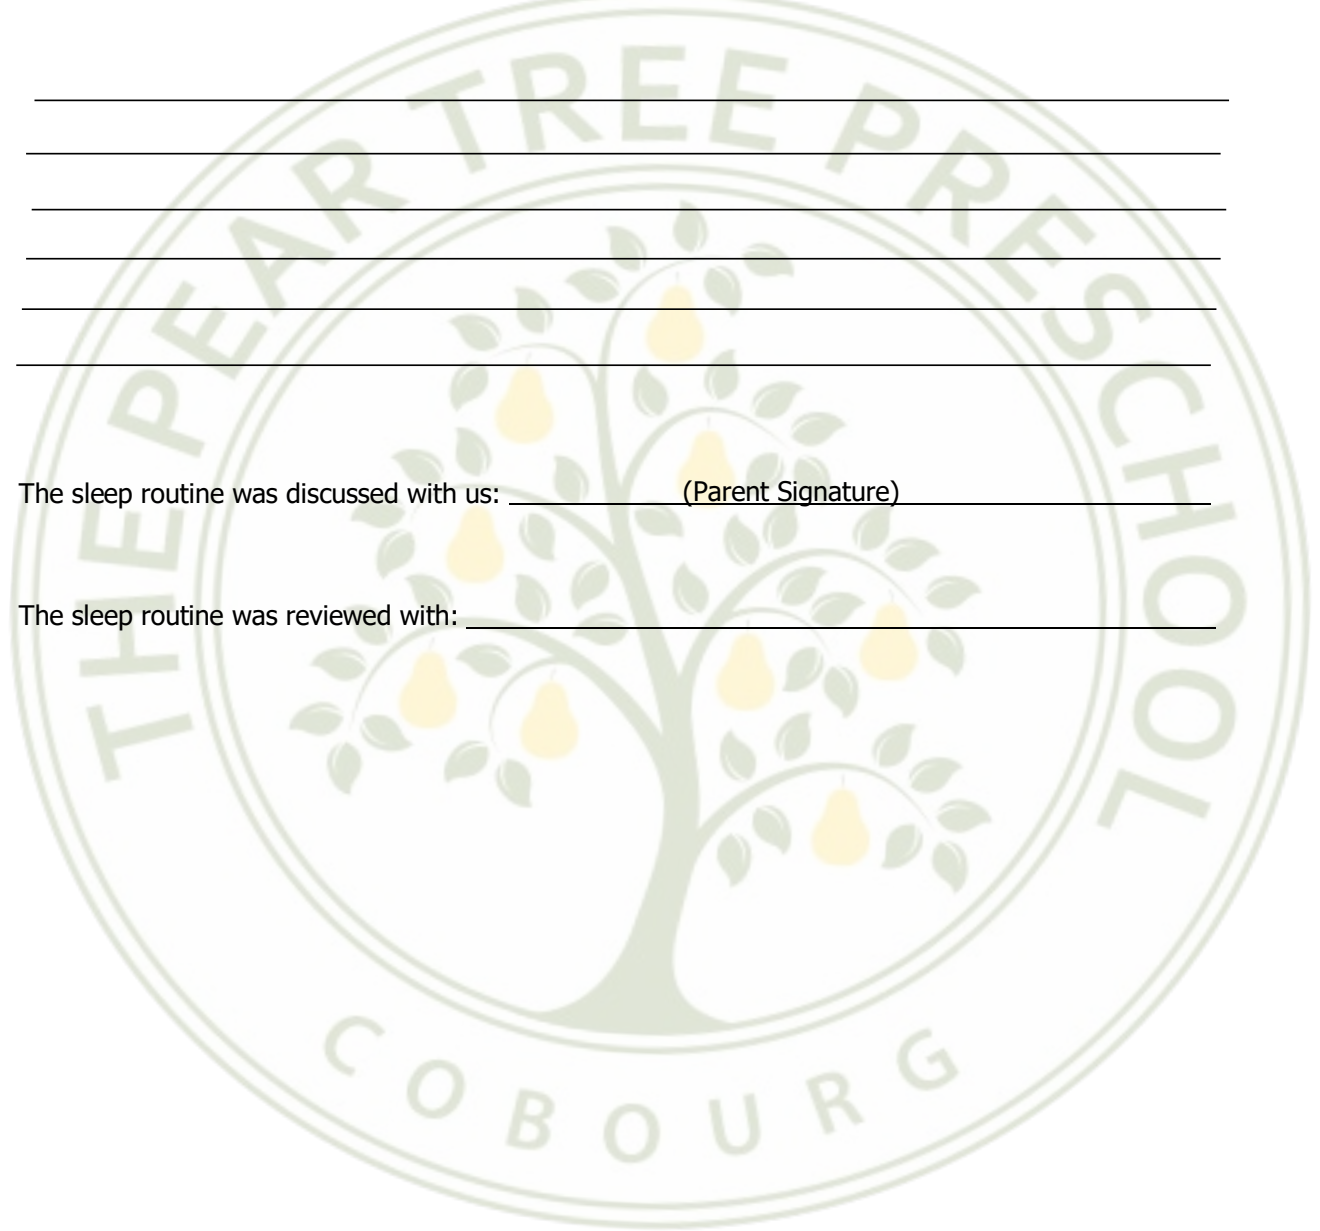 THE PEAR TREE PRESCHOOL
The sleep routine was discussed with us: (Parent Signature)
The sleep routine was reviewed with:
COBOURG